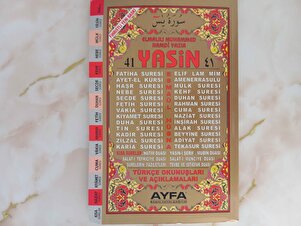 سورة يس
ELMALILI MUHAMMED
HAMDİ YAZIR
41 YASİN ٤١
FATİHA SURESİ ELİF LAM MİM
AYET-EL KÜRSİ AMENERRASULÜ
HAŞR SURESİ MÜLK SURESİ
NEBE SURESİ KEHF SURESİ
SECDE SURESİ DUHAN SURESİ
FETİH SURESİ RAHMAN SURESİ
VAKIA SURESİ CUMA SURESİ
KIYAMET SURESİ NAZİAT SURESİ
DUHA SURESİ İNSİRAH SURESİ
KADİR SURESİ ALAK SURESİ
TİN SURESİ BEYYİNE SURESİ
ZİLZAL SURESİ ADİYAT SURESİ
KARİA SURESİ TEKASUR SURESİ
TÜRKÇE OKUNUŞLARI
VE AÇIKLAMALARI
AYFA